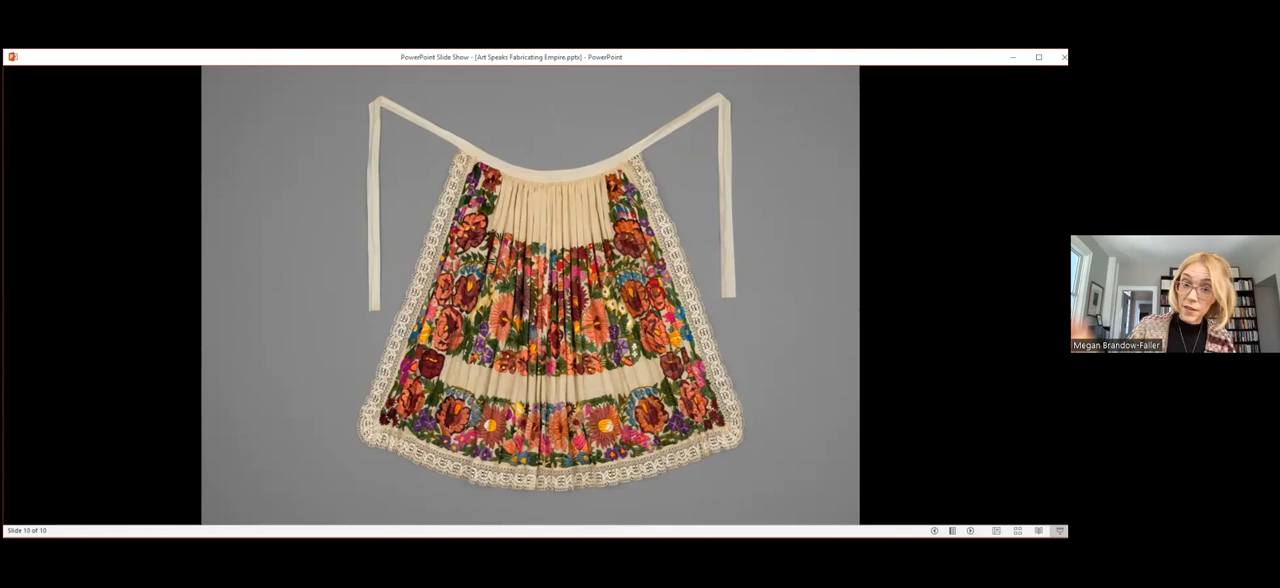 PowerPoint Slide Show - [Art Speaks Fabricating Empire.pptx] - PowerPoint
Megan Brandow-Faller
Slide 10 of 10